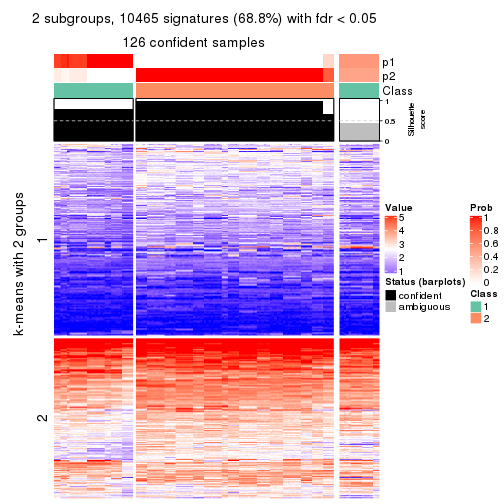 2 subgroups, 10465 signatures (68.8%) with fdr < 0.05
126 confident samples
p1
p2
Class
1
0.5
0
Silhouette
score
k-means with 2 groups
1
2
Value
5
4
3
2
1
Prob
1
0.8
0.6
0.4
0.2
0
Status (barplots)
confident
ambiguous
Class
1
2